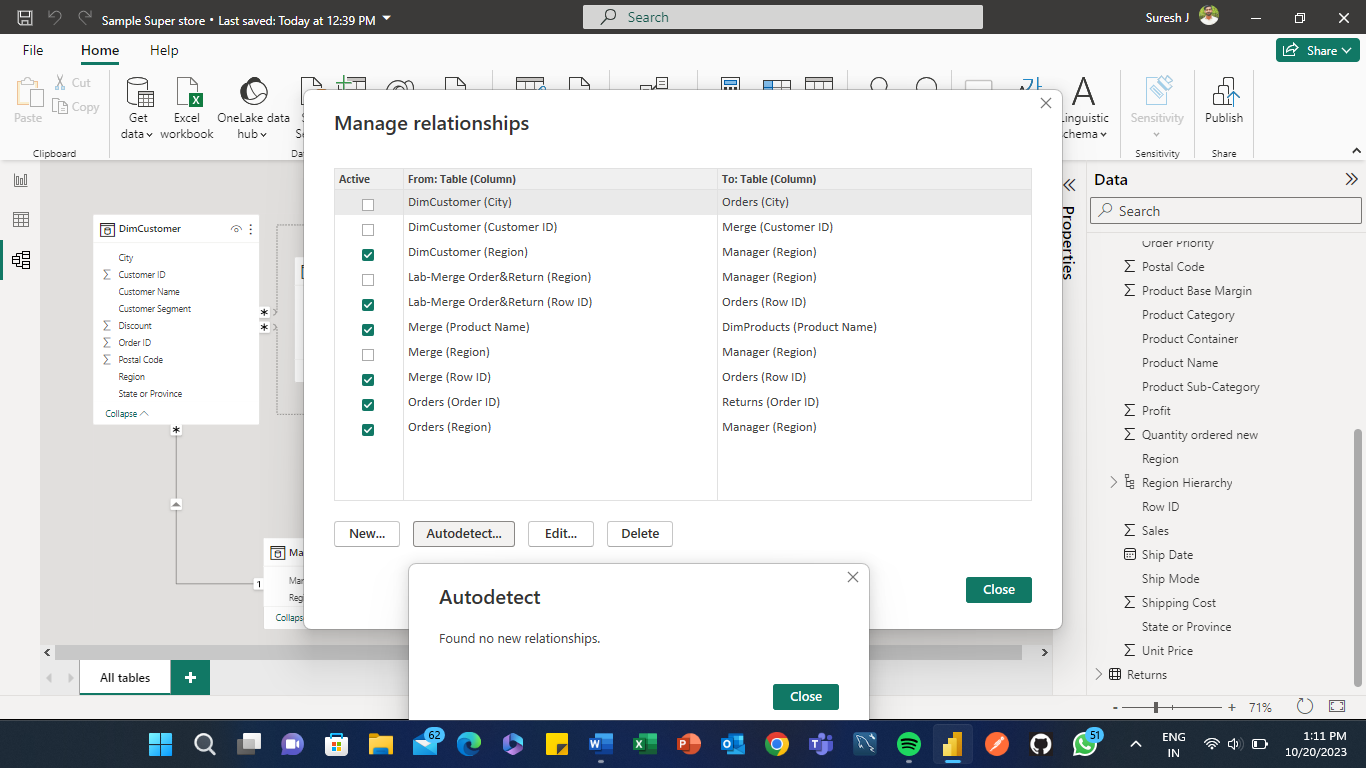 Sample Super store • Last saved: Today at 12:39 PM
Search
Suresh J
File
Home
Help
Share
Paste
Cut
Copy
Clipboard
Get data
Excel workbook
OneLake data hub
Linguistic schema
Sensitivity
Sensitivity
Publish
Share
Manage relationships
Active
From: Table (Column)
To: Table (Column)
DimCustomer (City)
Orders (City)
DimCustomer (Customer ID)
Merge (Customer ID)
DimCustomer (Region)
Manager (Region)
Lab-Merge Order&Return (Region)
Manager (Region)
Lab-Merge Order&Return (Row ID)
Orders (Row ID)
Merge (Product Name)
DimProducts (Product Name)
Merge (Region)
Manager (Region)
Merge (Row ID)
Orders (Row ID)
Orders (Order ID)
Returns (Order ID)
Orders (Region)
Manager (Region)
New...
Autodetect...
Edit...
Delete
Close
Autodetect
Found no new relationships.
Close
DimCustomer
City
Customer ID
Customer Name
Customer Segment
Discount
Order ID
Postal Code
Region
State or Province
Collapse
1
All tables
Properties
Data
Search
Order Priority
Postal Code
Product Base Margin
Product Category
Product Container
Product Name
Product Sub-Category
Profit
Quantity ordered new
Region
Region Hierarchy
Row ID
Sales
Ship Date
Ship Mode
Shipping Cost
State or Province
Unit Price
Returns
71%
62
51
ENG
IN
1:11 PM
10/20/2023